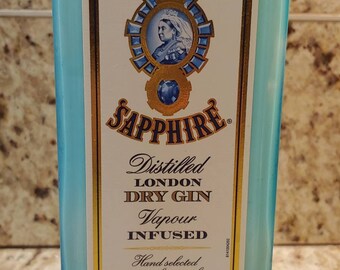 SAPPHIRE®
Distilled
LONDON
DRY GIN
Vapour
INFUSED
Hand selected